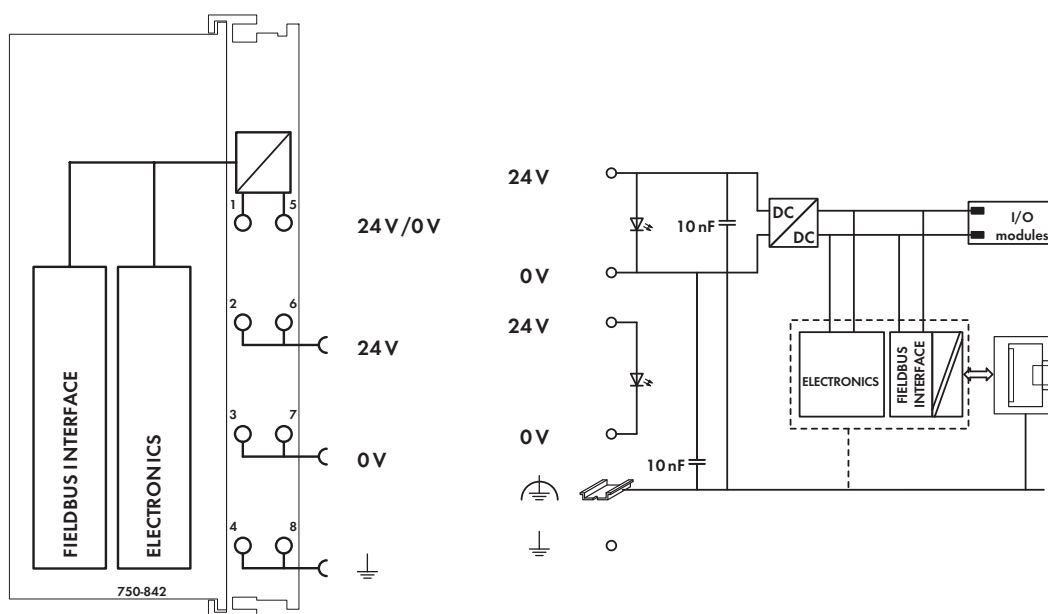 1 5
24V/0V
2 6
24V
3 7
0V
4 8
FIELDBUS INTERFACE
ELECTRONICS
750-842
24V
0V
24V
0V
10nF
10nF
DC
DC
I/O
modules
ELECTRONICS
FIELDBUS
INTERFACE